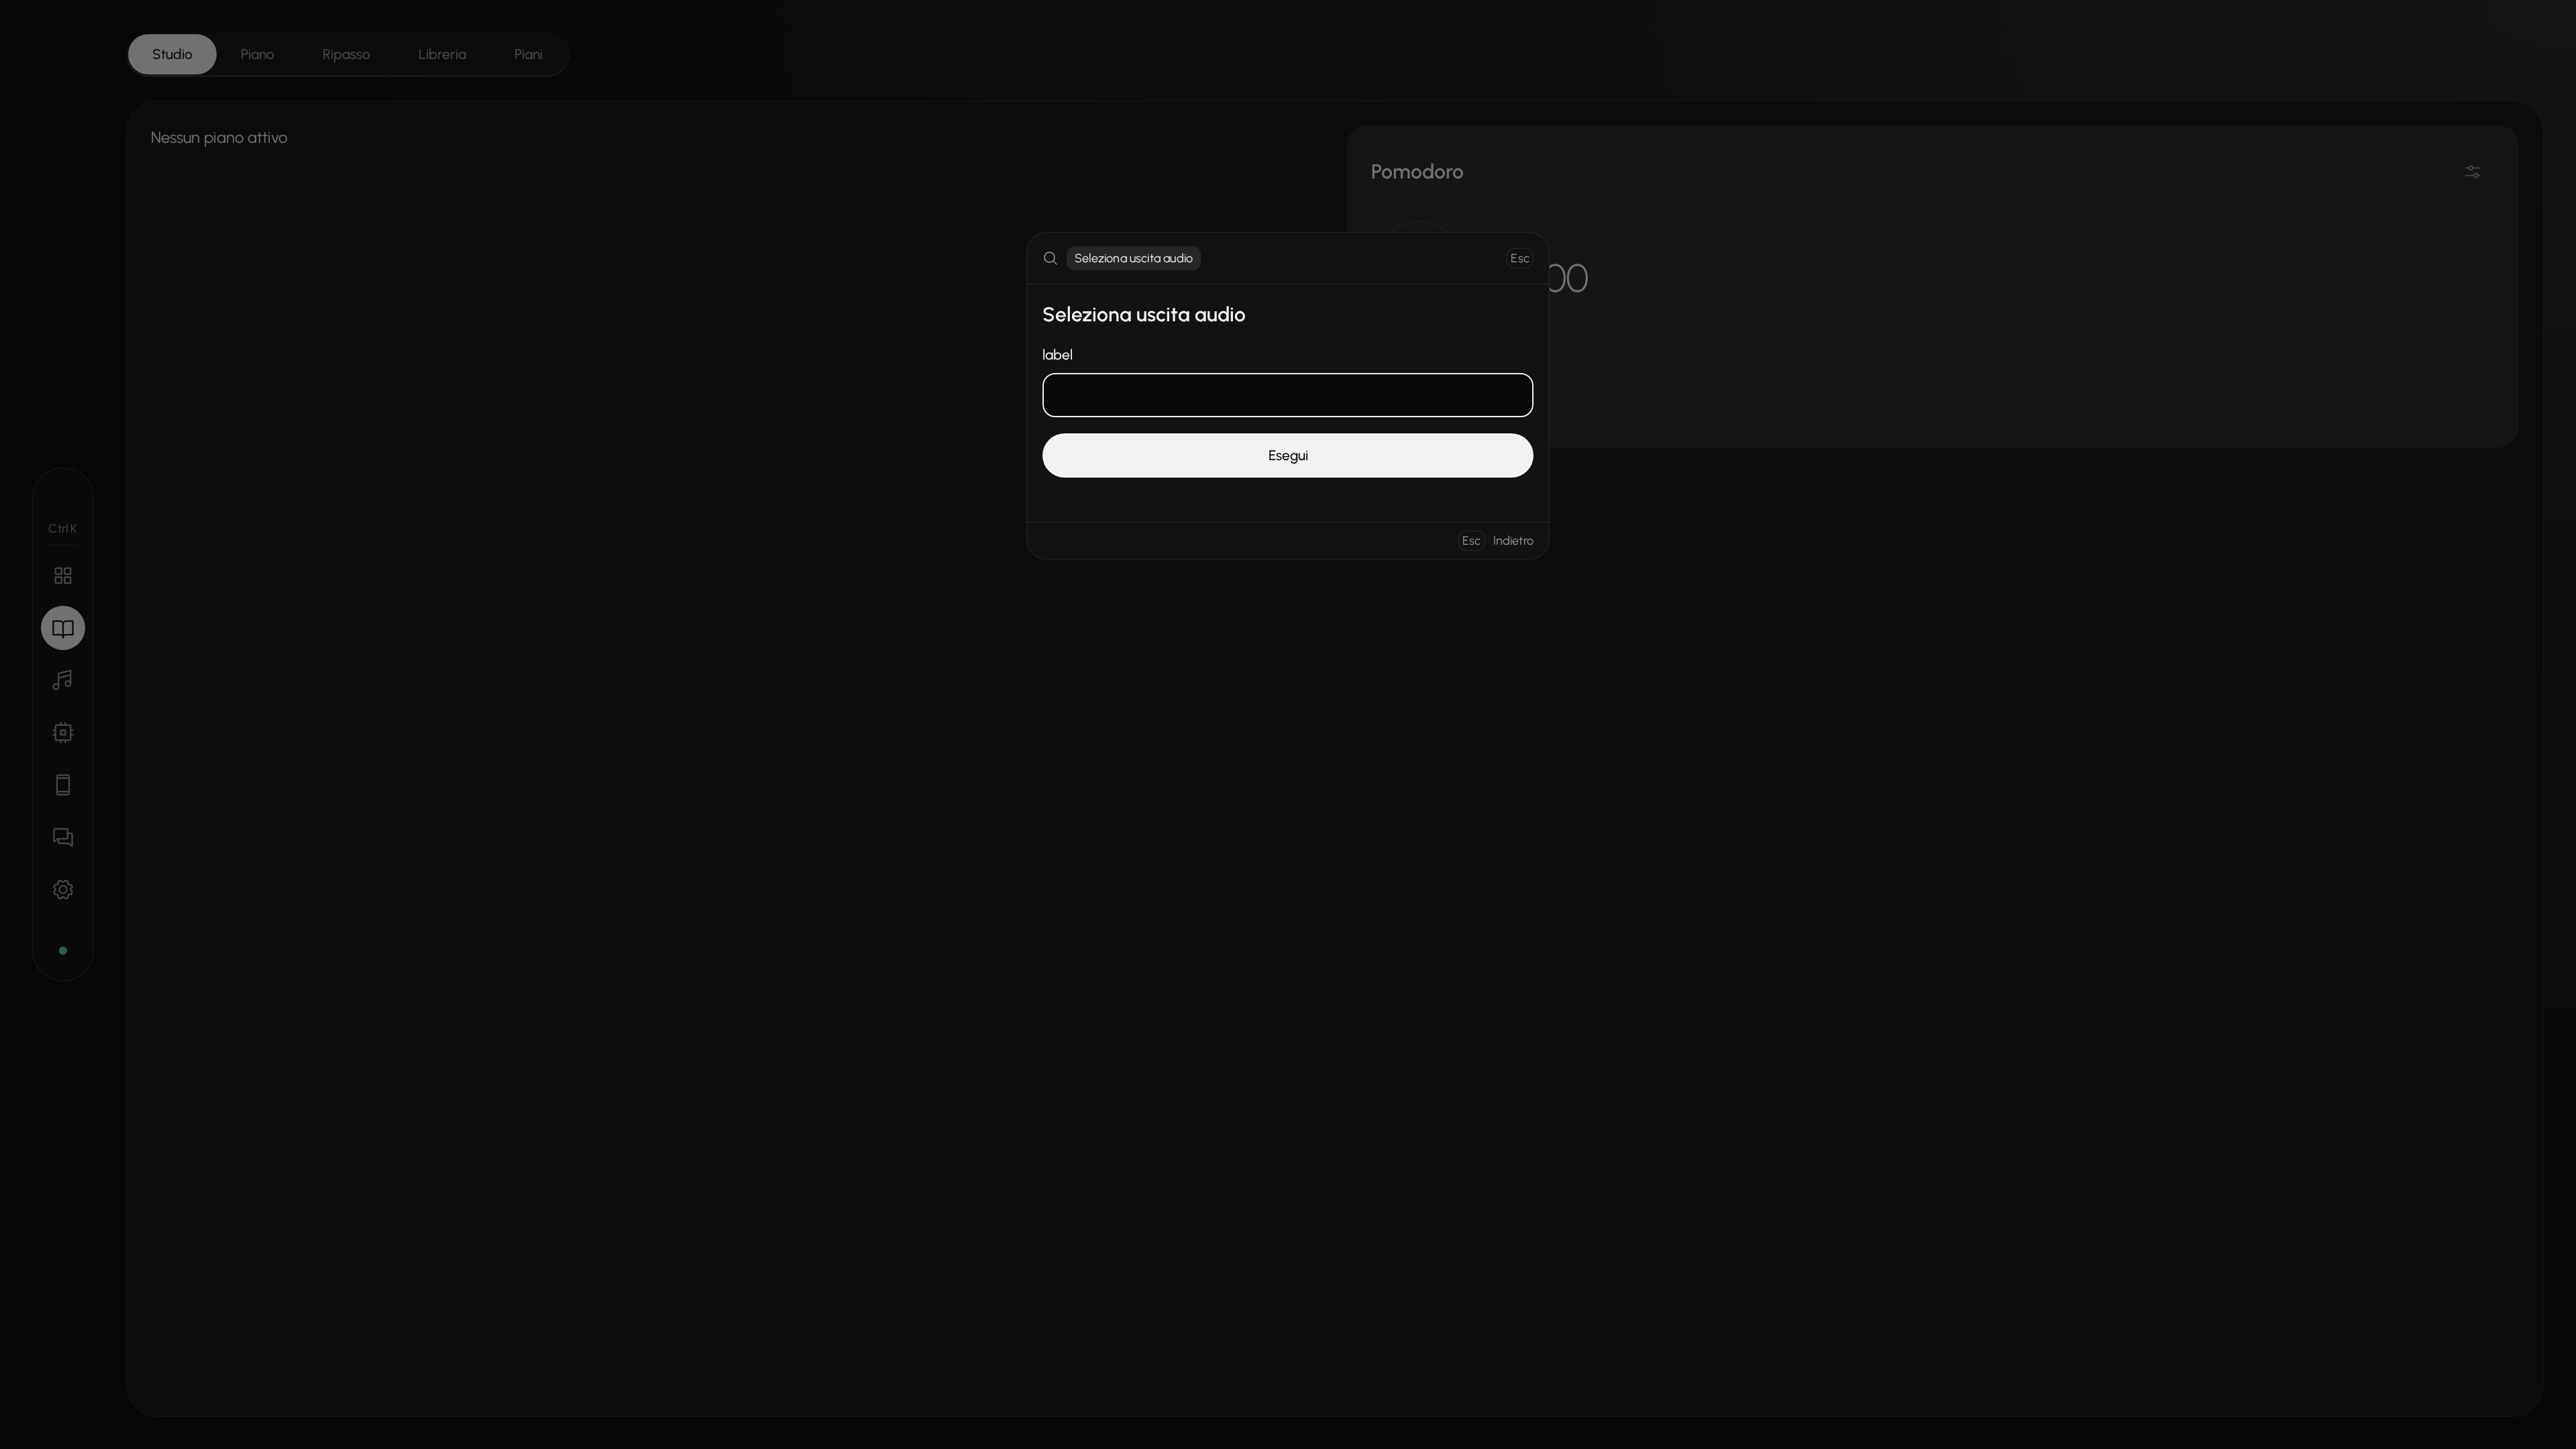 Studio Piano Ripasso Libreria Piani
Nessun piano attivo
Pomodoro
Seleziona uscita audio Esc
00
Seleziona uscita audio
label
Esegui
Ctrl K
Esc Indietro